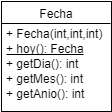 Fecha
+ Fecha(int,int,int)
+ hoy(): Fecha
+ getDia(): int
+ getMes(): int
+ getAnio(): int